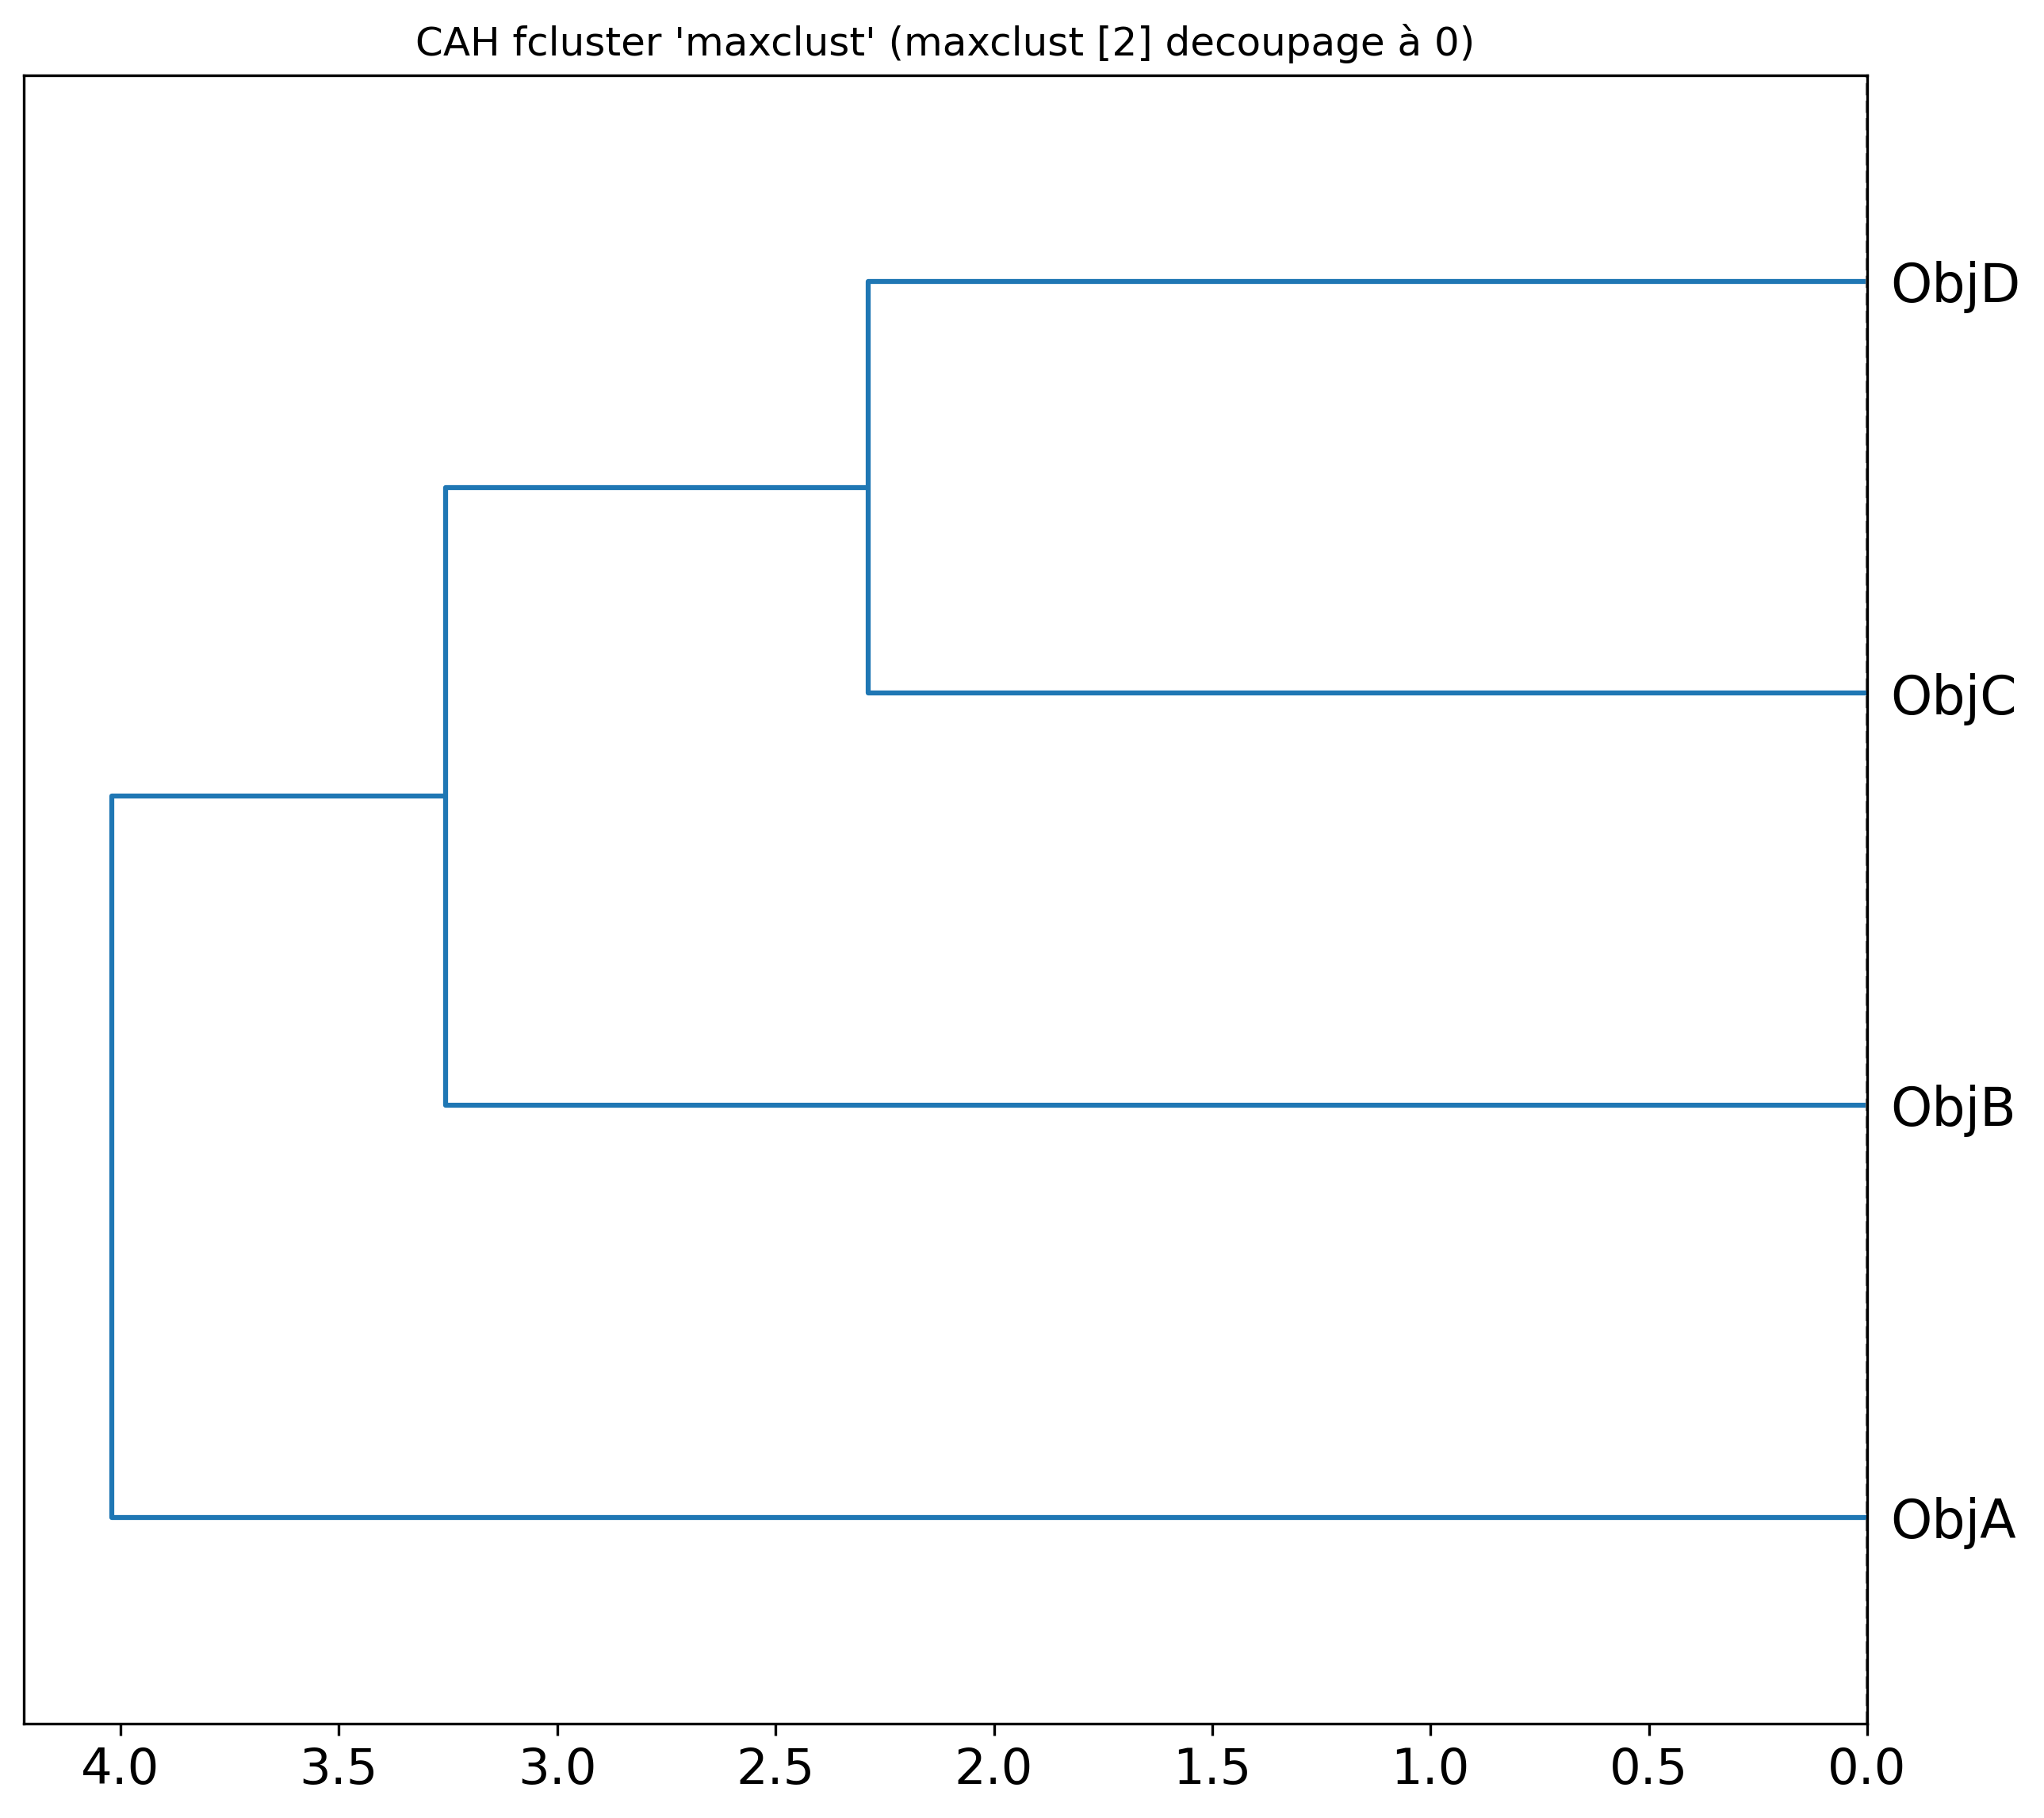 CAH fcluster 'maxclust' (maxclust [2] decoupage à 0)
ObjD
ObjC
ObjB
ObjA
4.0 3.5 3.0 2.5 2.0 1.5 1.0 0.5 0.0